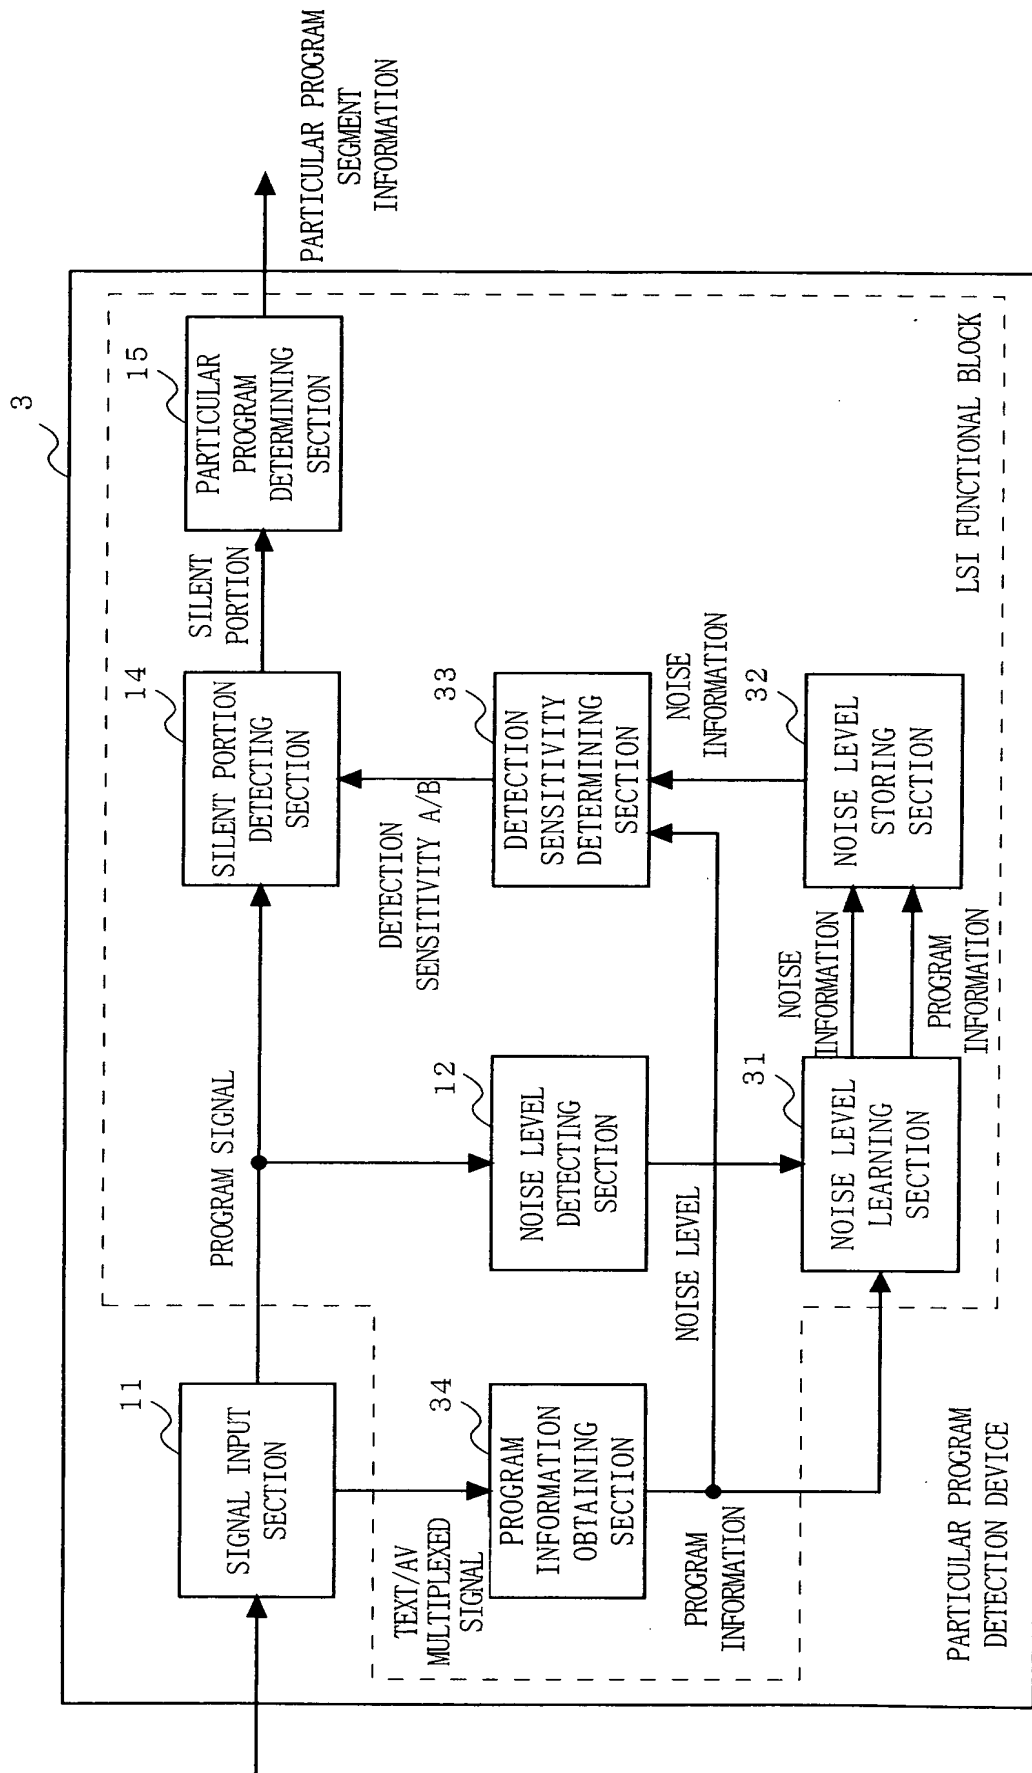 3
11
SIGNAL INPUT
SECTION
PROGRAM SIGNAL
14
SILENT PORTION
DETECTING
SECTION
SILENT
PORTION
15
PARTICULAR
PROGRAM
DETERMINING
SECTION
PARTICULAR PROGRAM
SEGMENT
INFORMATION
TEXT/AV
MULTIPLEXED
SIGNAL
34
PROGRAM
INFORMATION
OBTAINING
SECTION
12
NOISE LEVEL
DETECTING
SECTION
DETECTION
SENSITIVITY A/B
33
DETECTION
SENSITIVITY
DETERMINING
SECTION
PROGRAM
INFORMATION
NOISE LEVEL
NOISE
INFORMATION
31
NOISE LEVEL
LEARNING
SECTION
NOISE
INFORMATION
PROGRAM
INFORMATION
32
NOISE LEVEL
STORING
SECTION
LSI FUNCTIONAL BLOCK
PARTICULAR PROGRAM
DETECTION DEVICE